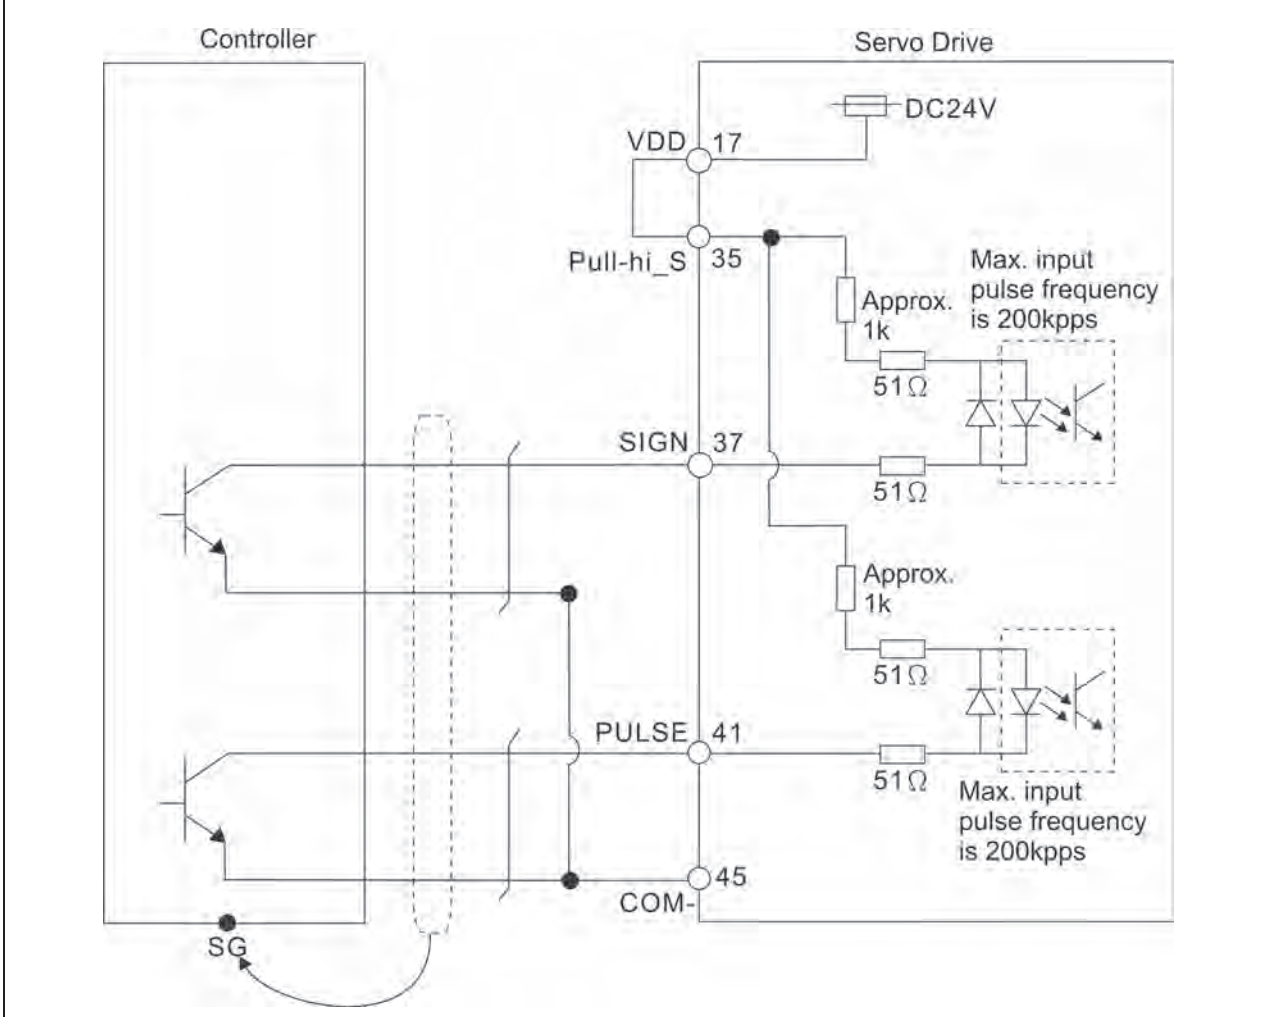 Controller
Servo Drive
DC24V
VDD 17
Pull-hi_S 35
Max. input
pulse frequency
is 200kpps
Approx.
1k
51Ω
SIGN 37
51Ω
Approx.
1k
51Ω
PULSE 41
51Ω
Max. input
pulse frequency
is 200kpps
45
COM-
SG